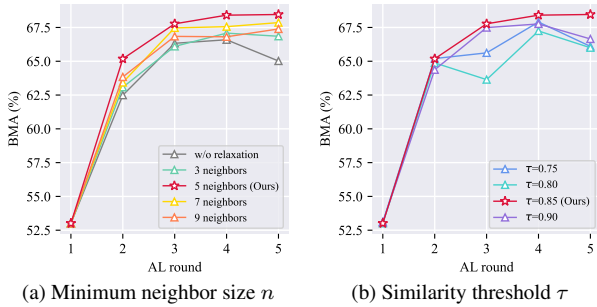 67.5
65.0
62.5
60.0
57.5
55.0
52.5
BMA (%)
w/o relaxation
3 neighbors
5 neighbors (Ours)
7 neighbors
9 neighbors
1 2 3 4 5
AL round
(a) Minimum neighbor size n
67.5
65.0
62.5
60.0
57.5
55.0
52.5
BMA (%)
τ=0.75
τ=0.80
τ=0.85 (Ours)
τ=0.90
1 2 3 4 5
AL round
(b) Similarity threshold τ